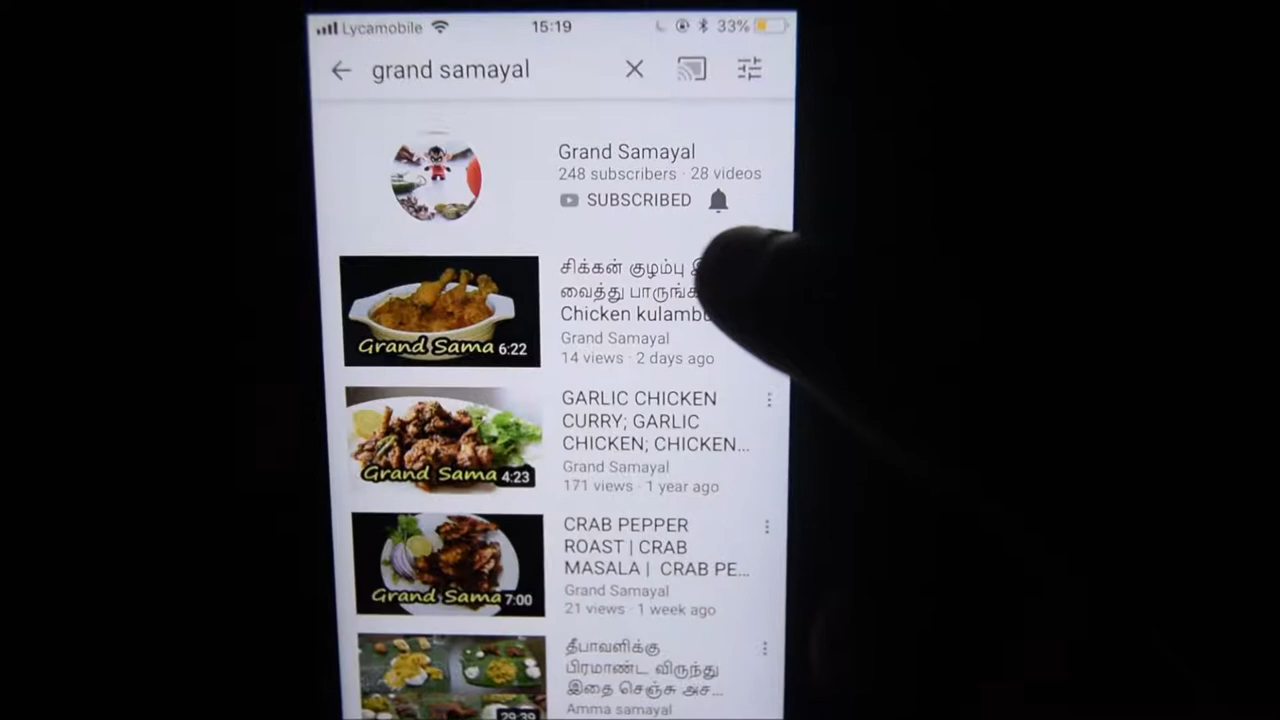 Lycamobile 15:19 33%
grand samayal
Grand Samayal
248 subscribers · 28 videos
SUBSCRIBED
சிக்கன் குழம்பு
வைத்து
Chicken kulambu
Grand Samayal
14 views · 2 days ago
Grand Sama 6:22
GARLIC CHICKEN
CURRY; GARLIC
CHICKEN; CHICKEN...
Grand Samayal
171 views · 1 year ago
Grand Sama 4:23
CRAB PEPPER
ROAST | CRAB
MASALA | CRAB PE...
Grand Samayal
21 views · 1 week ago
Grand Sama 7:00
தீபாவளிக்கு
பிரமாண்ட விருந்து
இதை செஞ்சு அச...
Amma samayal
29:39